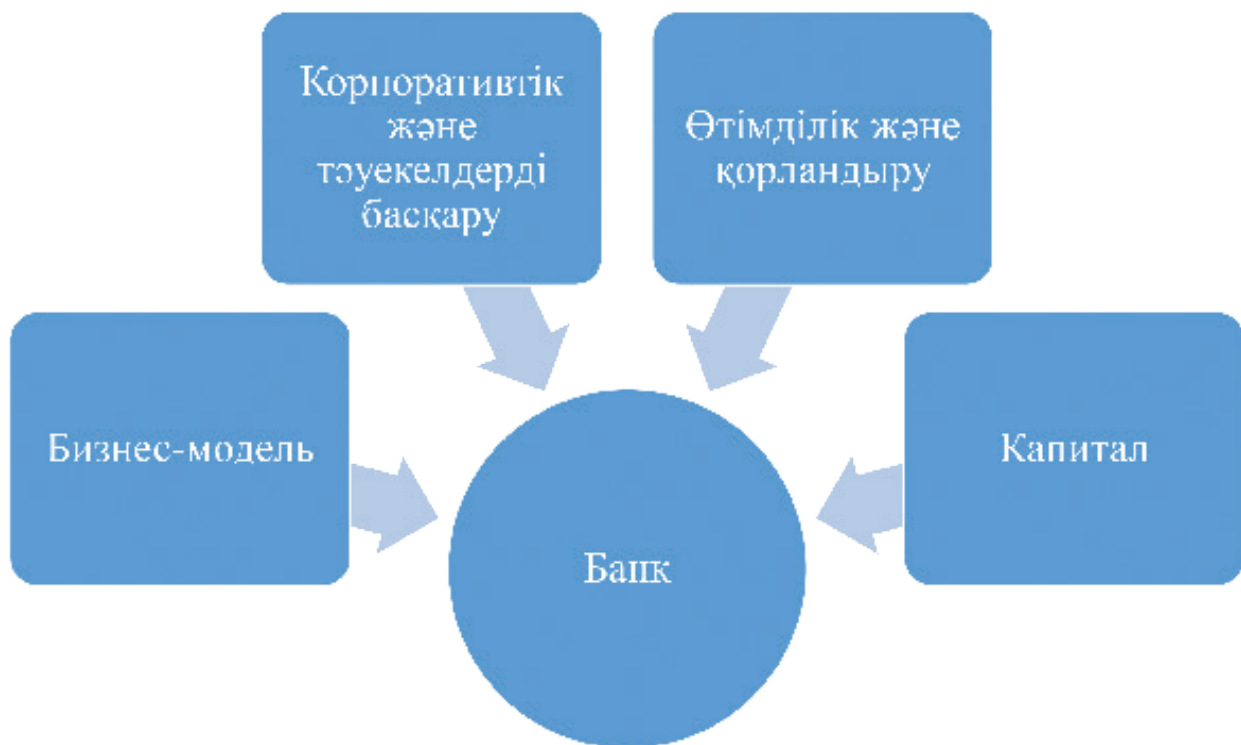 Корпоративтік
және
тәуекелдерді
басқару
Өтімділік және
қорландыру
Бизнес-модель
Капитал
Банк